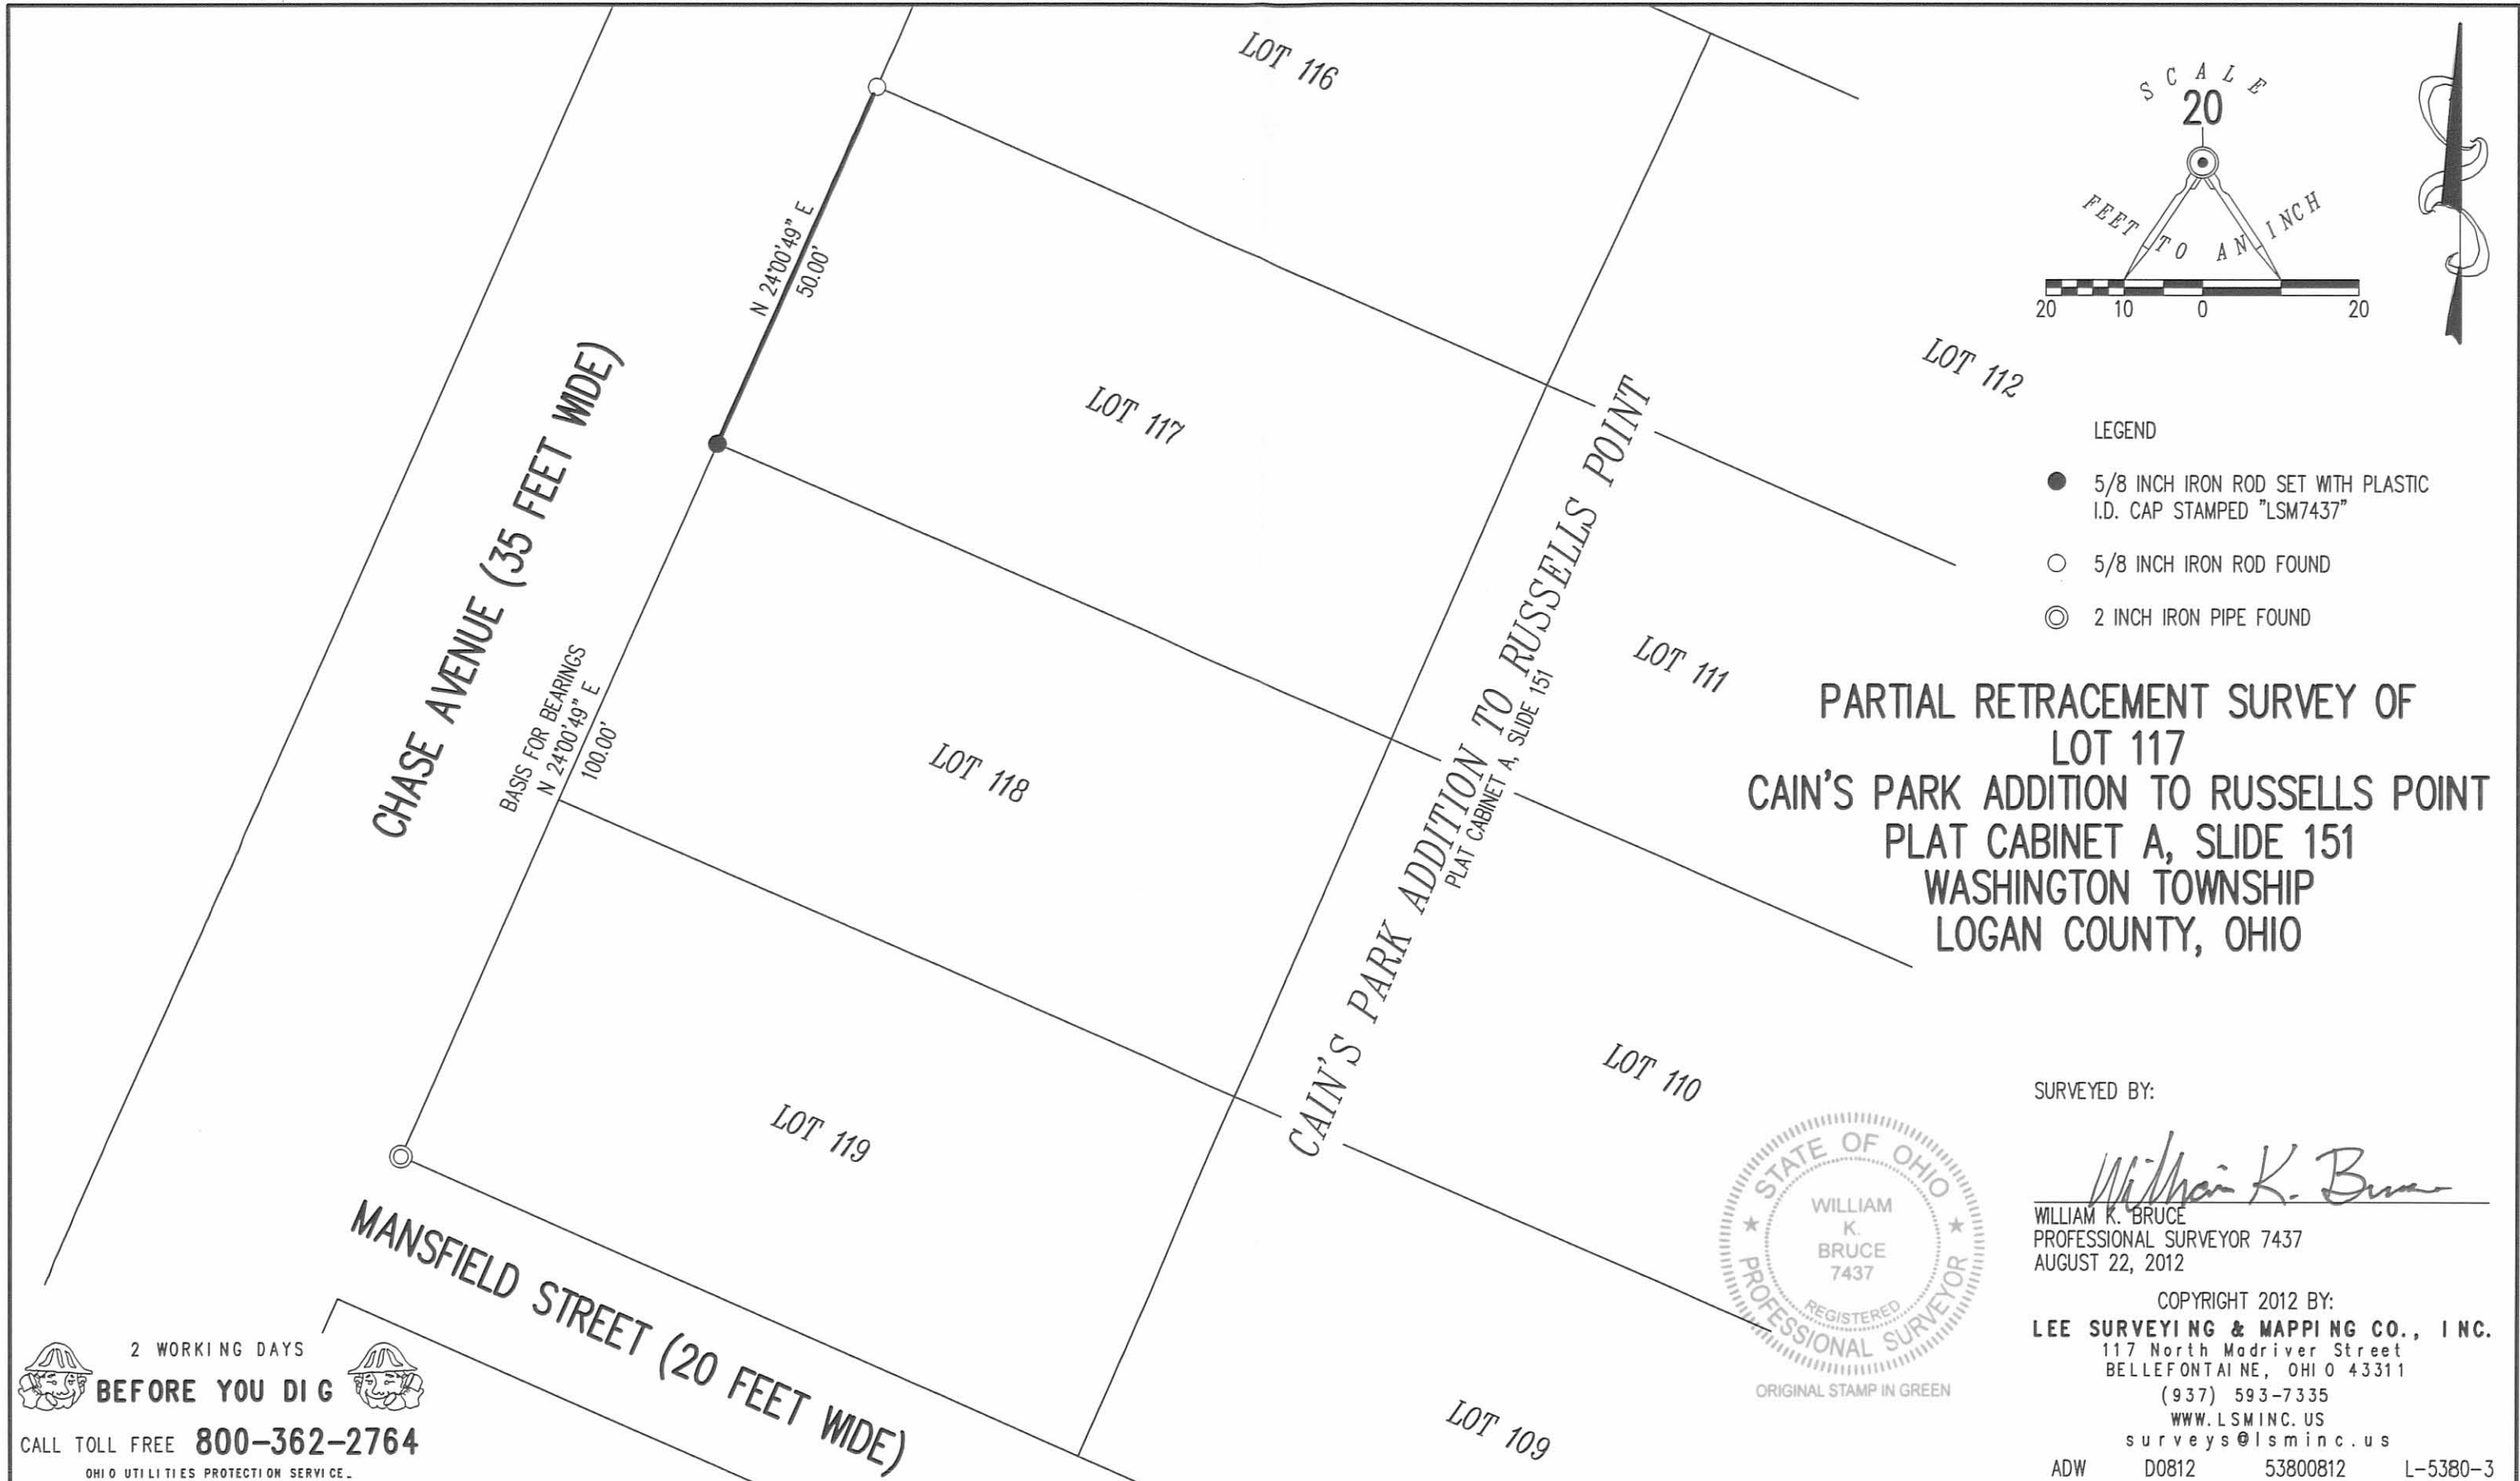 LOT 116
SCALE
20
FEET TO AN INCH
20 10 0 20
N 24°00'49" E
50.00'
LOT 117
LOT 112
LEGEND
5/8 INCH IRON ROD SET WITH PLASTIC
I.D. CAP STAMPED "LSM7437"
5/8 INCH IRON ROD FOUND
2 INCH IRON PIPE FOUND
CHASE AVENUE (35 FEET WIDE)
BASIS FOR BEARINGS
N 24°00'49" E
100.00'
LOT 118
CAIN'S PARK ADDITION TO RUSSELLS POINT
PLAT CABINET A, SLIDE 151
LOT 111
PARTIAL RETRACEMENT SURVEY OF
LOT 117
CAIN'S PARK ADDITION TO RUSSELLS POINT
PLAT CABINET A, SLIDE 151
WASHINGTON TOWNSHIP
LOGAN COUNTY, OHIO
LOT 119
LOT 110
MANSFIELD STREET (20 FEET WIDE)
LOT 109
STATE OF OHIO
WILLIAM
K.
BRUCE
7437
REGISTERED
PROFESSIONAL SURVEYOR
ORIGINAL STAMP IN GREEN
SURVEYED BY:
William K. Bruce
WILLIAM K. BRUCE
PROFESSIONAL SURVEYOR 7437
AUGUST 22, 2012
COPYRIGHT 2012 BY:
LEE SURVEYING & MAPPING CO., INC.
117 North Madriver Street
BELLEFONTAINE, OHIO 43311
(937) 593-7335
WWW.LSMINC.US
surveys@lsminc.us
ADW D0812 53800812 L-5380-3
2 WORKING DAYS
BEFORE YOU DIG
CALL TOLL FREE 800-362-2764
OHIO UTILITIES PROTECTION SERVICE.